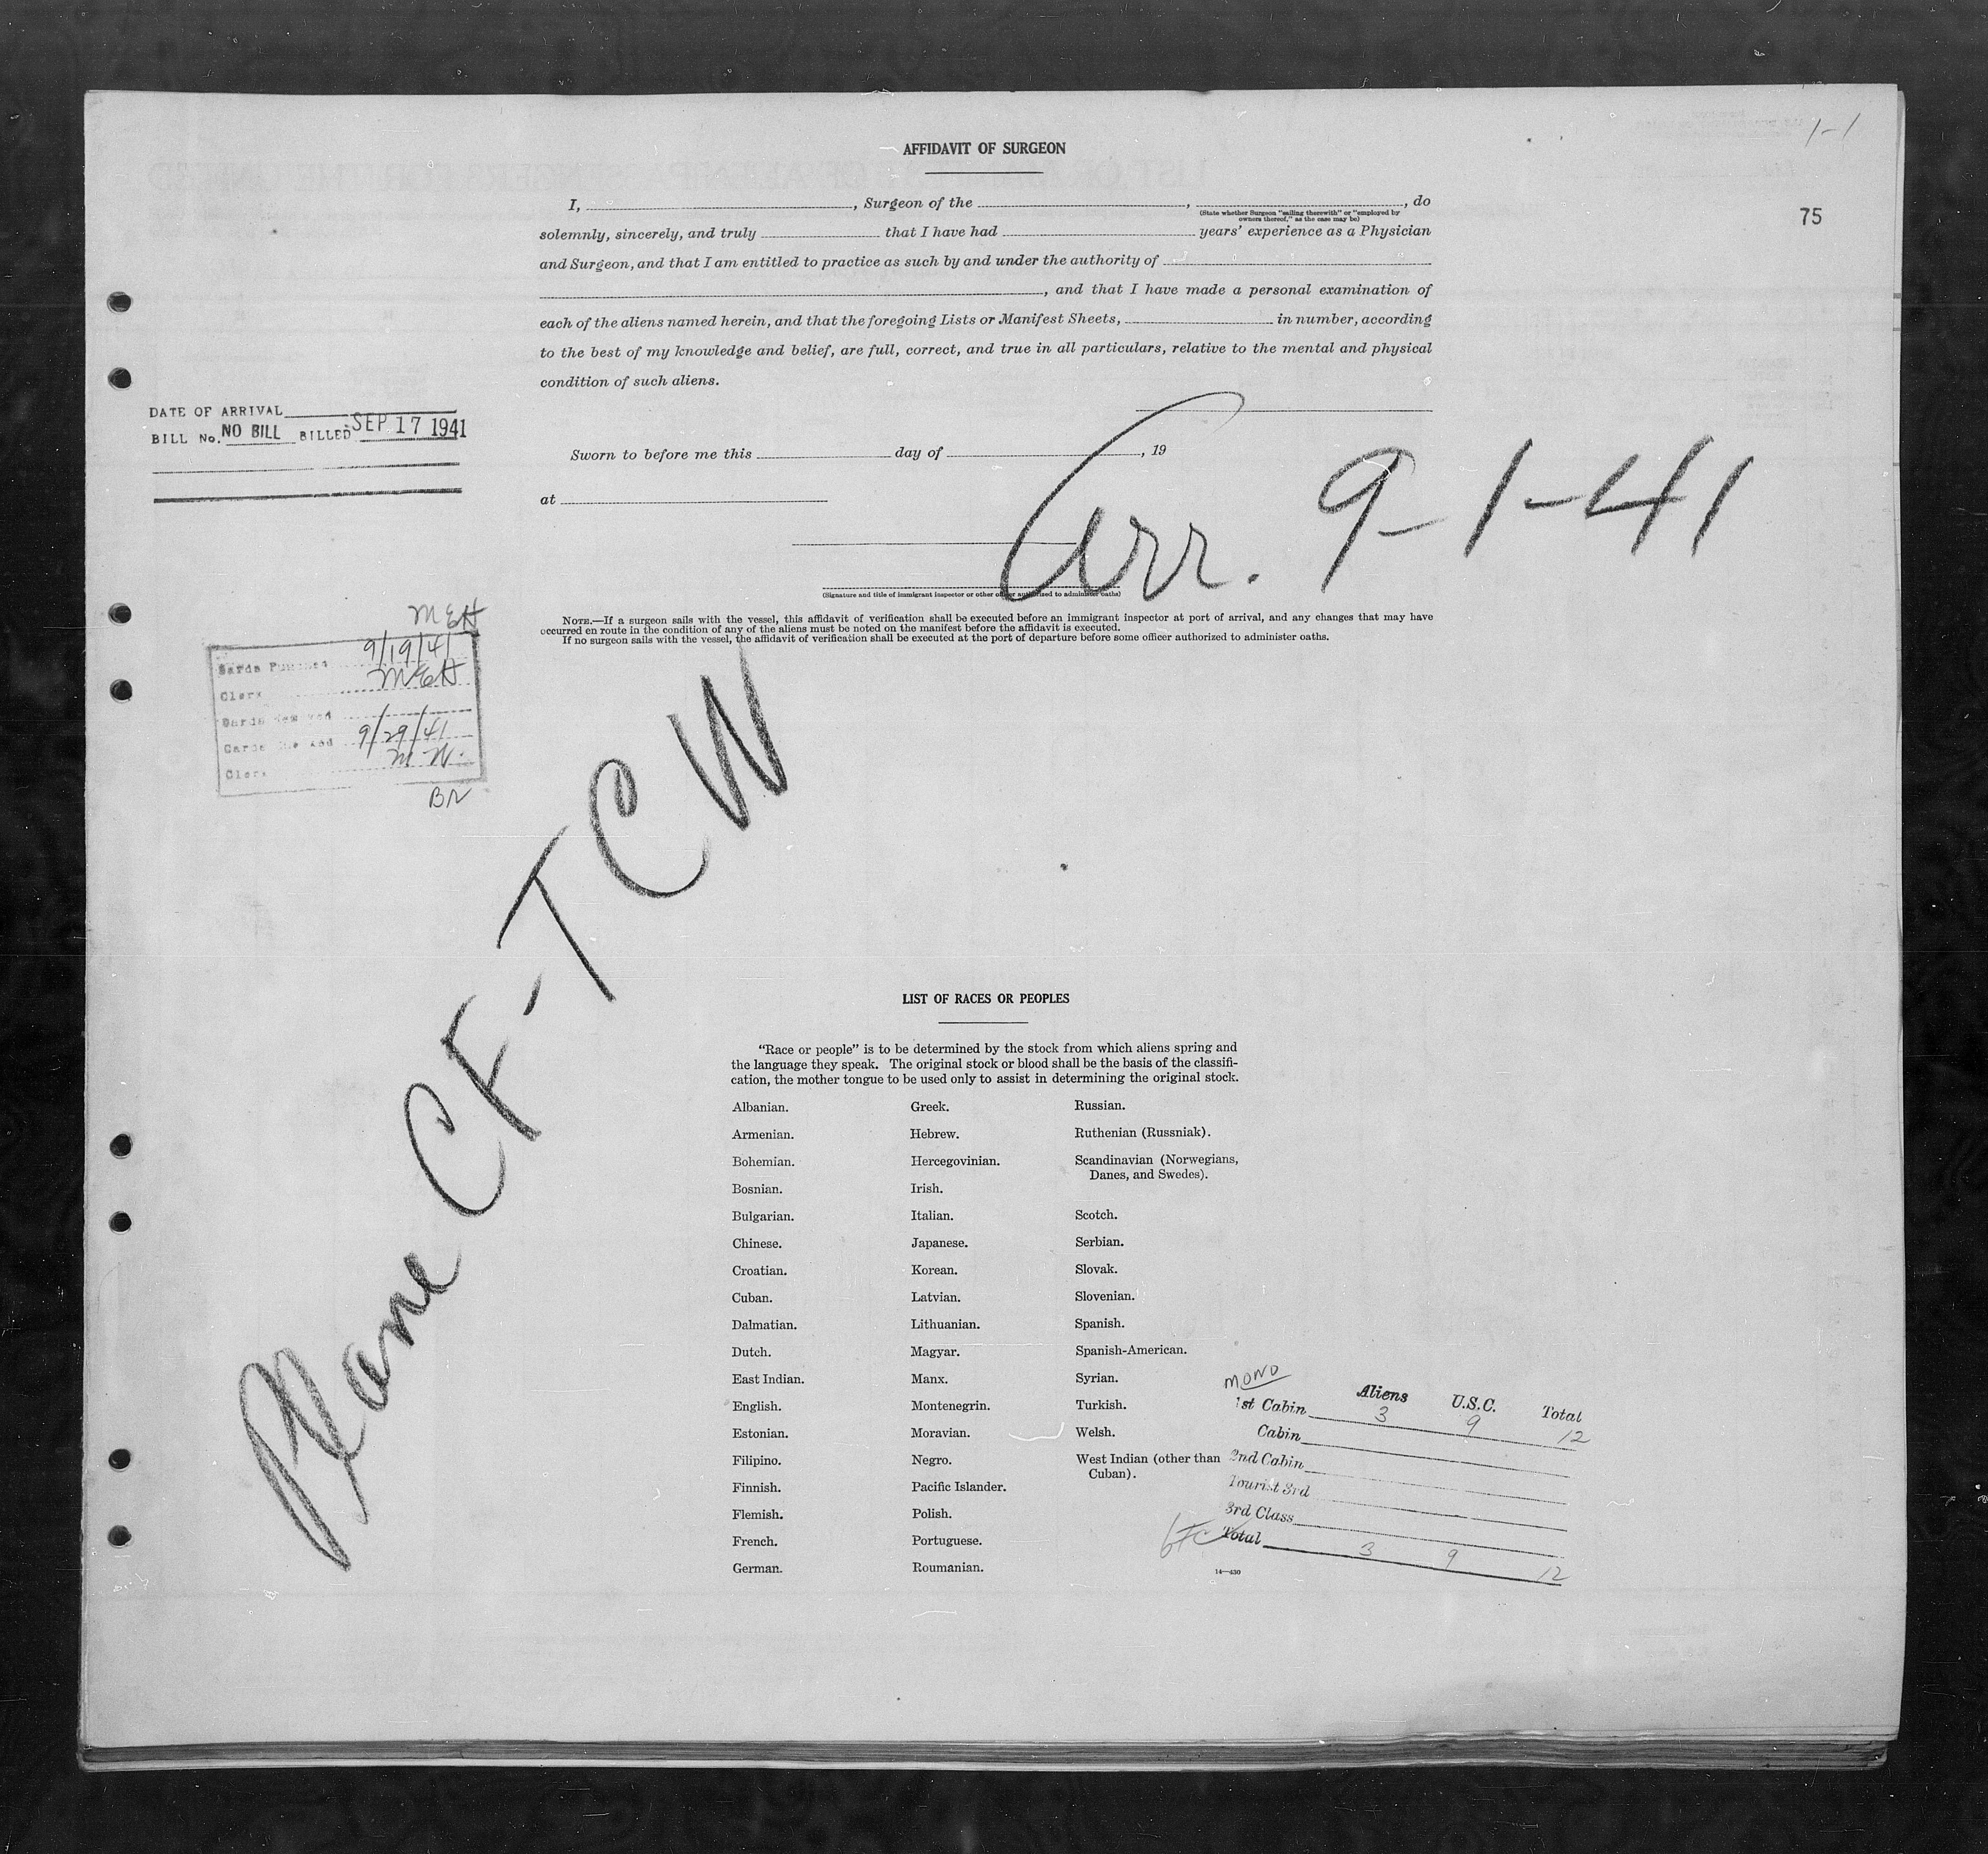 1-1
75
AFFIDAVIT OF SURGEON
I, , Surgeon of the , , do
(State whether Surgeon "sailing therewith" or "employed by
owners thereof," as the case may be)
solemnly, sincerely, and truly that I have had years' experience as a Physician
and Surgeon, and that I am entitled to practice as such by and under the authority of
, and that I have made a personal examination of
each of the aliens named herein, and that the foregoing Lists or Manifest Sheets, in number, according
to the best of my knowledge and belief, are full, correct, and true in all particulars, relative to the mental and physical
condition of such aliens.
DATE OF ARRIVAL
BILL No. NO BILL BILLED SEP 17 1941
Sworn to before me this day of , 19
at
Arr. 9-1-41
(Signature and title of immigrant inspector or other officer authorized to administer oaths)
NOTE.—If a surgeon sails with the vessel, this affidavit of verification shall be executed before an immigrant inspector at port of arrival, and any changes that may have
occurred en route in the condition of any of the aliens must be noted on the manifest before the affidavit is executed.
If no surgeon sails with the vessel, the affidavit of verification shall be executed at the port of departure before some officer authorized to administer oaths.
MEH
Cards Punched 9/19/41
Clerk MEH
Cards
Cards 9/29/41
Clerk M.W.
BR
Plane CF-TCW
LIST OF RACES OR PEOPLES
"Race or people" is to be determined by the stock from which aliens spring and
the language they speak. The original stock or blood shall be the basis of the classifi-
cation, the mother tongue to be used only to assist in determining the original stock.
Albanian.
Armenian.
Bohemian.
Bosnian.
Bulgarian.
Chinese.
Croatian.
Cuban.
Dalmatian.
Dutch.
East Indian.
English.
Estonian.
Filipino.
Finnish.
Flemish.
French.
German.
Greek.
Hebrew.
Hercegovinian.
Irish.
Italian.
Japanese.
Korean.
Latvian.
Lithuanian.
Magyar.
Manx.
Montenegrin.
Moravian.
Negro.
Pacific Islander.
Polish.
Portuguese.
Roumanian.
Russian.
Ruthenian (Russniak).
Scandinavian (Norwegians,
Danes, and Swedes).
Scotch.
Serbian.
Slovak.
Slovenian.
Spanish.
Spanish-American.
Syrian.
Turkish.
Welsh.
West Indian (other than
Cuban).
MONO
Aliens U.S.C. Total
1st Cabin 3 9 12
Cabin
2nd Cabin
Tourist 3rd
3rd Class
Total 3 9 12
14—430